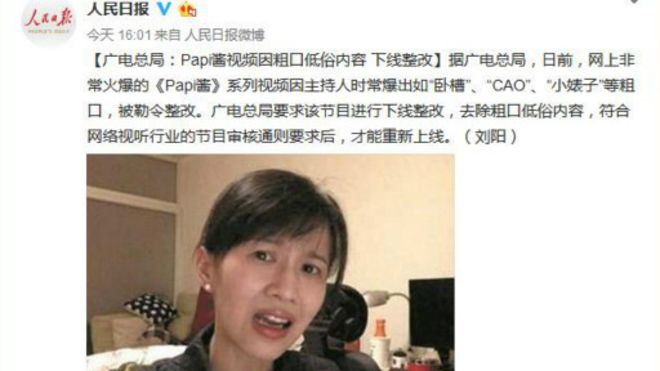 人民日报
PEOPLE'S DAILY
人民日报
今天 16:01 来自 人民日报微博
【广电总局：Papi酱视频因粗口低俗内容 下线整改】据广电总局，日前，网上非
常火爆的《Papi酱》系列视频因主持人时常爆出如“卧槽”、“CAO”、“小婊子”等粗
口，被勒令整改。广电总局要求该节目进行下线整改，去除粗口低俗内容，符合
网络视听行业的节目审核通则要求后，才能重新上线。（刘阳）